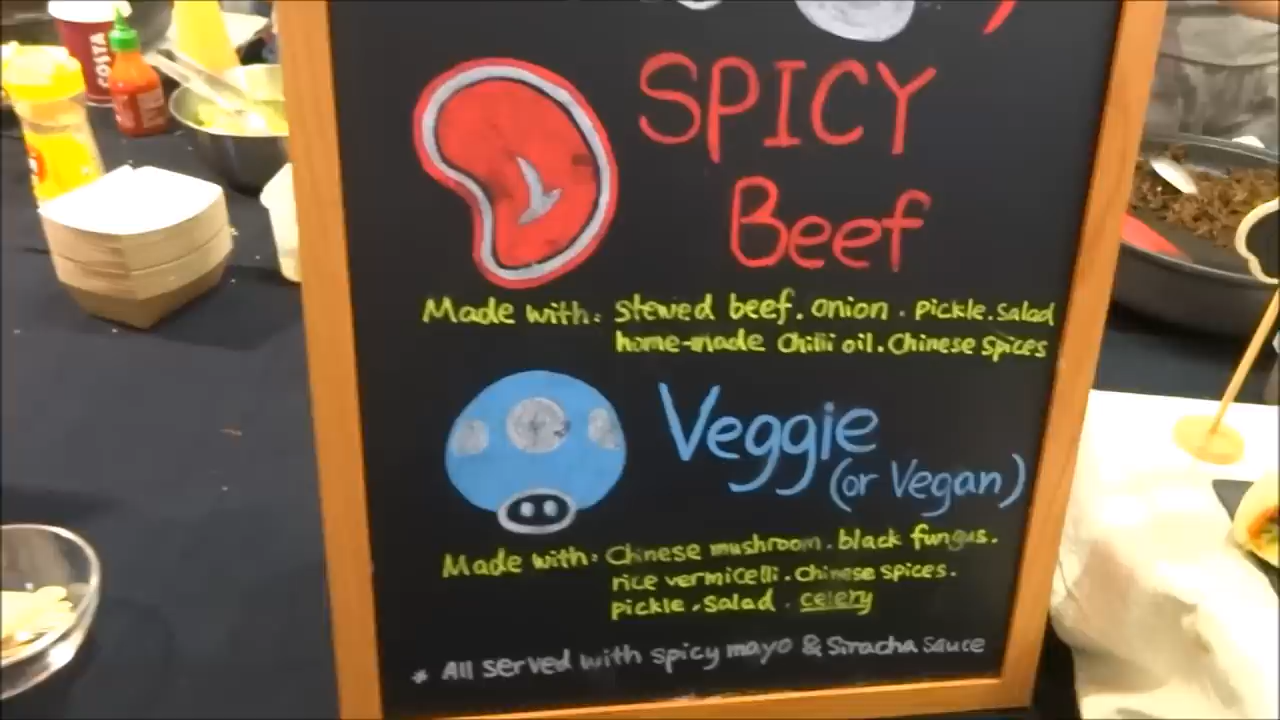 COSTA
SPICY
Beef
Made with: stewed beef. onion. pickle. salad
home-made chilli oil. Chinese spices
Veggie
(or Vegan)
Made with: Chinese mushroom. black fungus.
rice vermicelli. Chinese spices.
pickle. salad. celery
* All served with spicy mayo & Siracha sauce